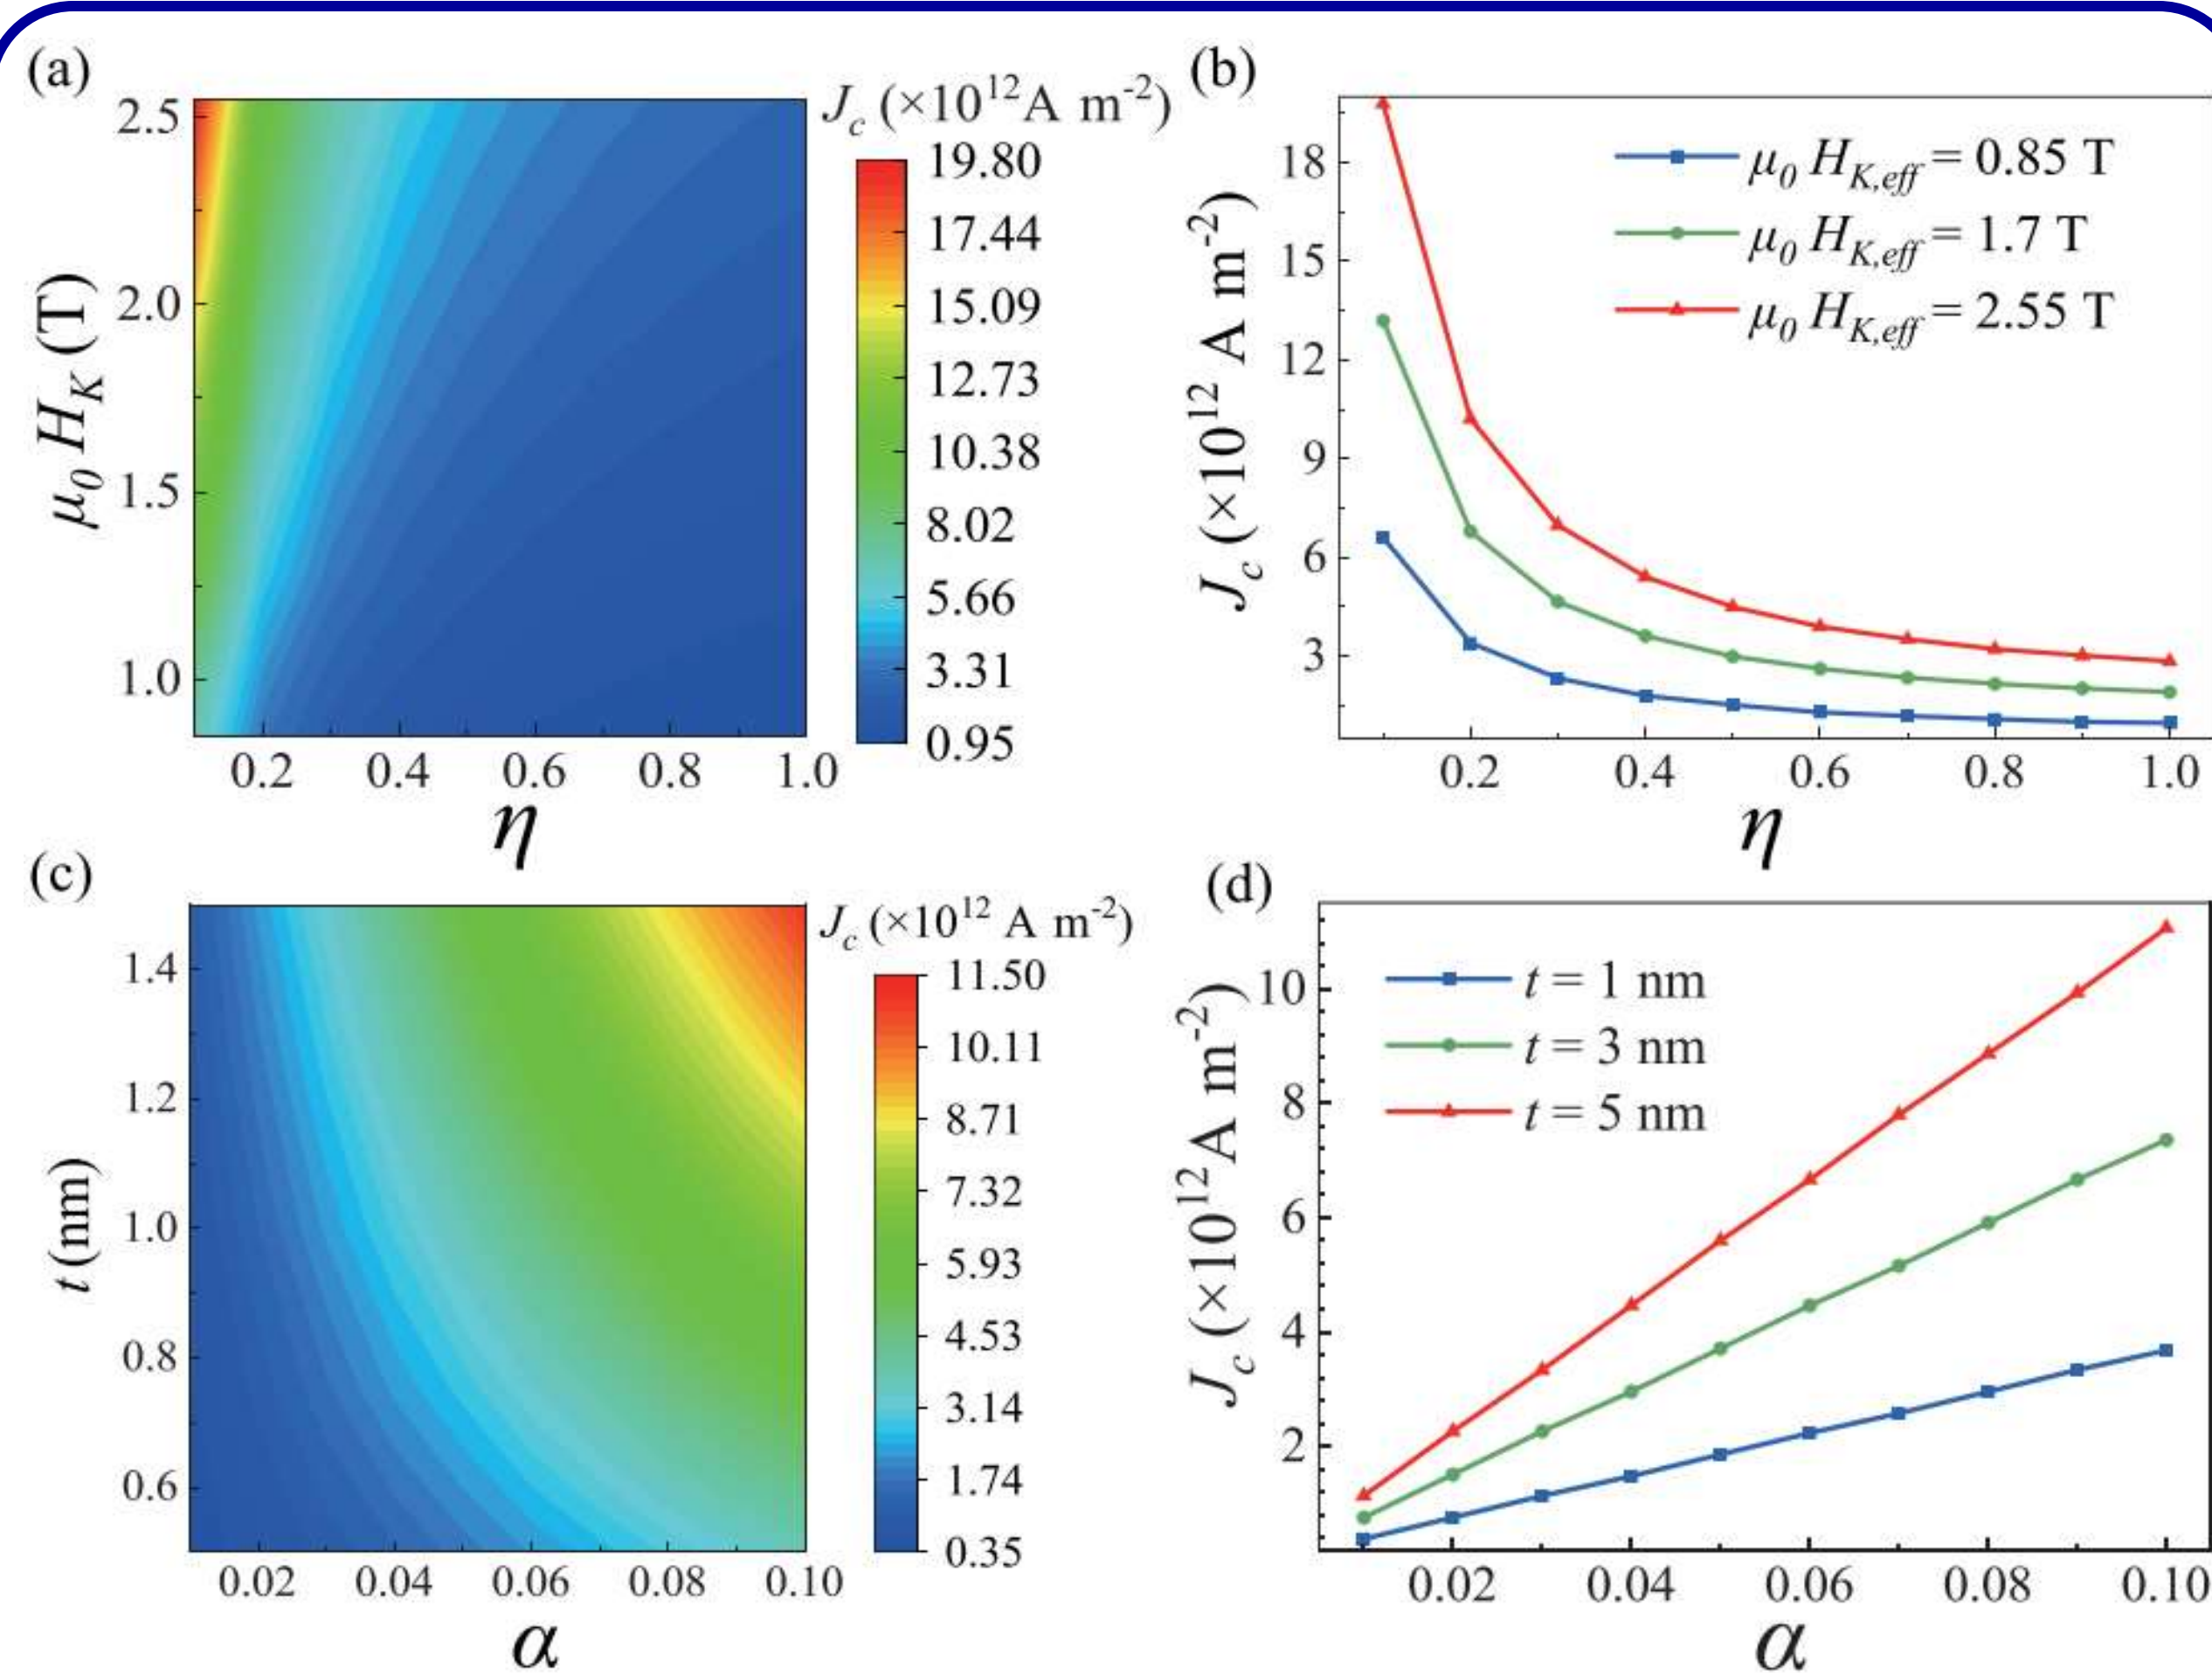 (a)
J_c (×10^12 A m^-2)
2.5
2.0
1.5
1.0
μ_0 H_K (T)
0.2 0.4 0.6 0.8 1.0
η
19.80
17.44
15.09
12.73
10.38
8.02
5.66
3.31
0.95
(b)
μ_0 H_K,eff = 0.85 T
μ_0 H_K,eff = 1.7 T
μ_0 H_K,eff = 2.55 T
18
15
12
9
6
3
J_c (×10^12 A m^-2)
0.2 0.4 0.6 0.8 1.0
η
(c)
J_c (×10^12 A m^-2)
1.4
1.2
1.0
0.8
0.6
t (nm)
0.02 0.04 0.06 0.08 0.10
α
11.50
10.11
8.71
7.32
5.93
4.53
3.14
1.74
0.35
(d)
t = 1 nm
t = 3 nm
t = 5 nm
10
8
6
4
2
J_c (×10^12 A m^-2)
0.02 0.04 0.06 0.08 0.10
α